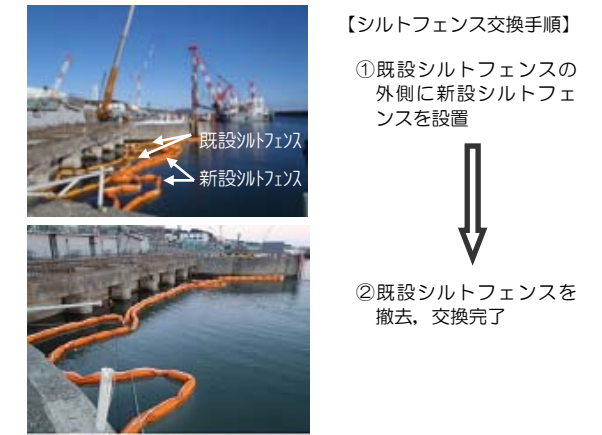 【シルトフェンス交換手順】
①既設シルトフェンスの
外側に新設シルトフェ
ンスを設置
既設シルトフェンス
新設シルトフェンス
②既設シルトフェンスを
撤去，交換完了